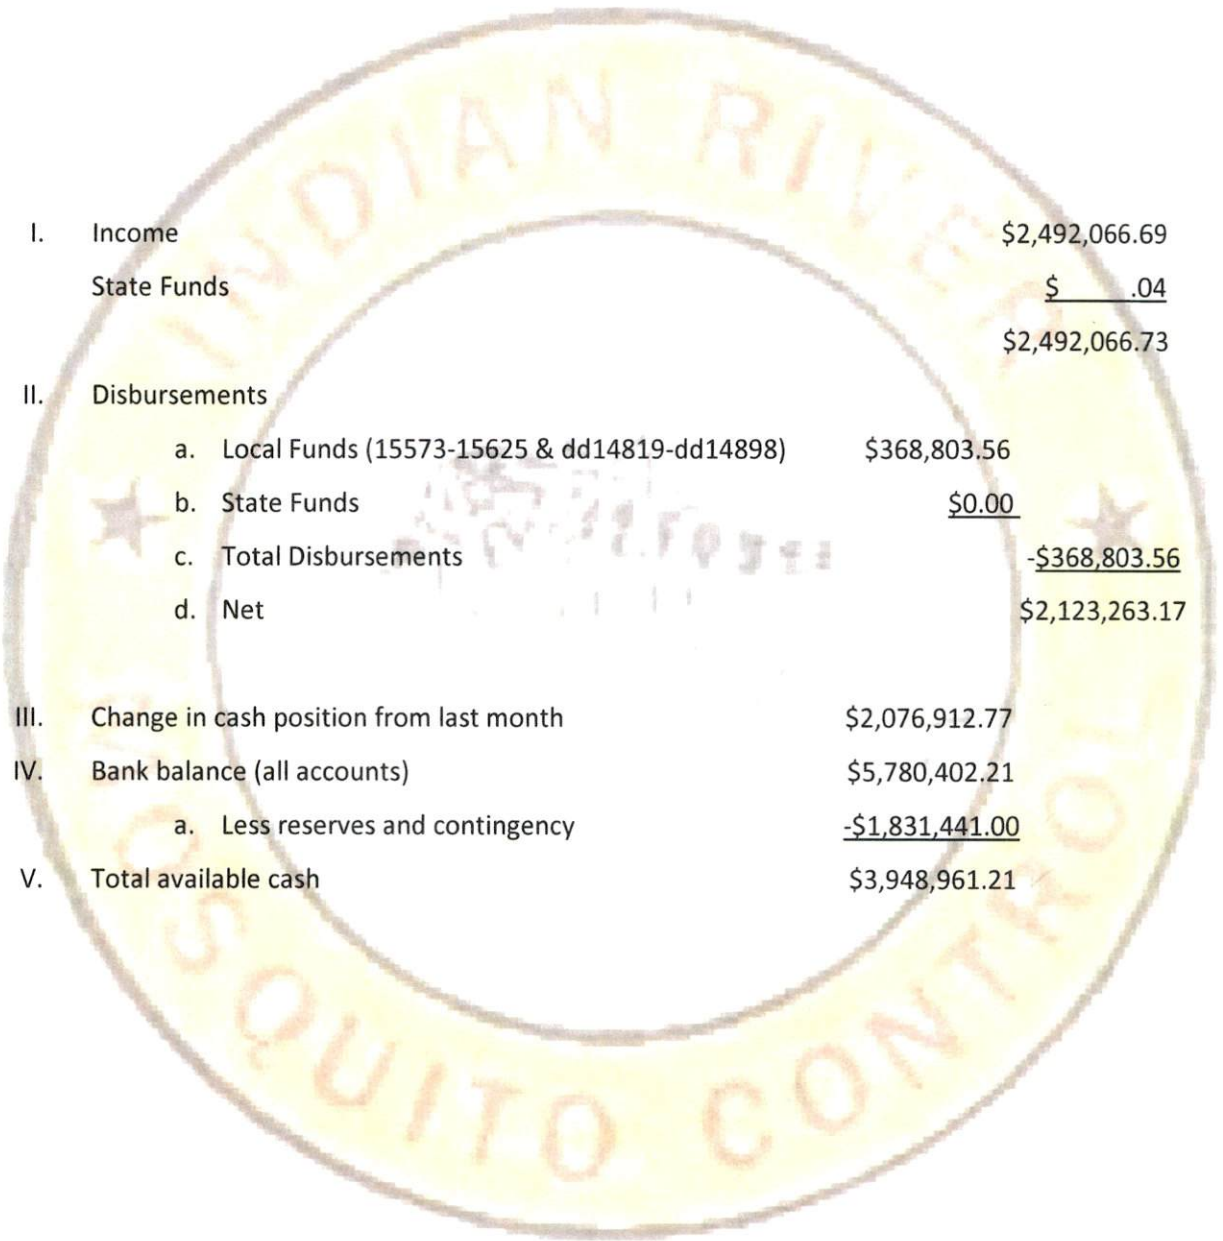 INDIAN RIVER
I. Income $2,492,066.69
State Funds $ .04
$2,492,066.73
II. Disbursements
a. Local Funds (15573-15625 & dd14819-dd14898) $368,803.56
b. State Funds $0.00
c. Total Disbursements -$368,803.56
d. Net $2,123,263.17
III. Change in cash position from last month $2,076,912.77
IV. Bank balance (all accounts) $5,780,402.21
a. Less reserves and contingency -$1,831,441.00
V. Total available cash $3,948,961.21
MOSQUITO CONTROL